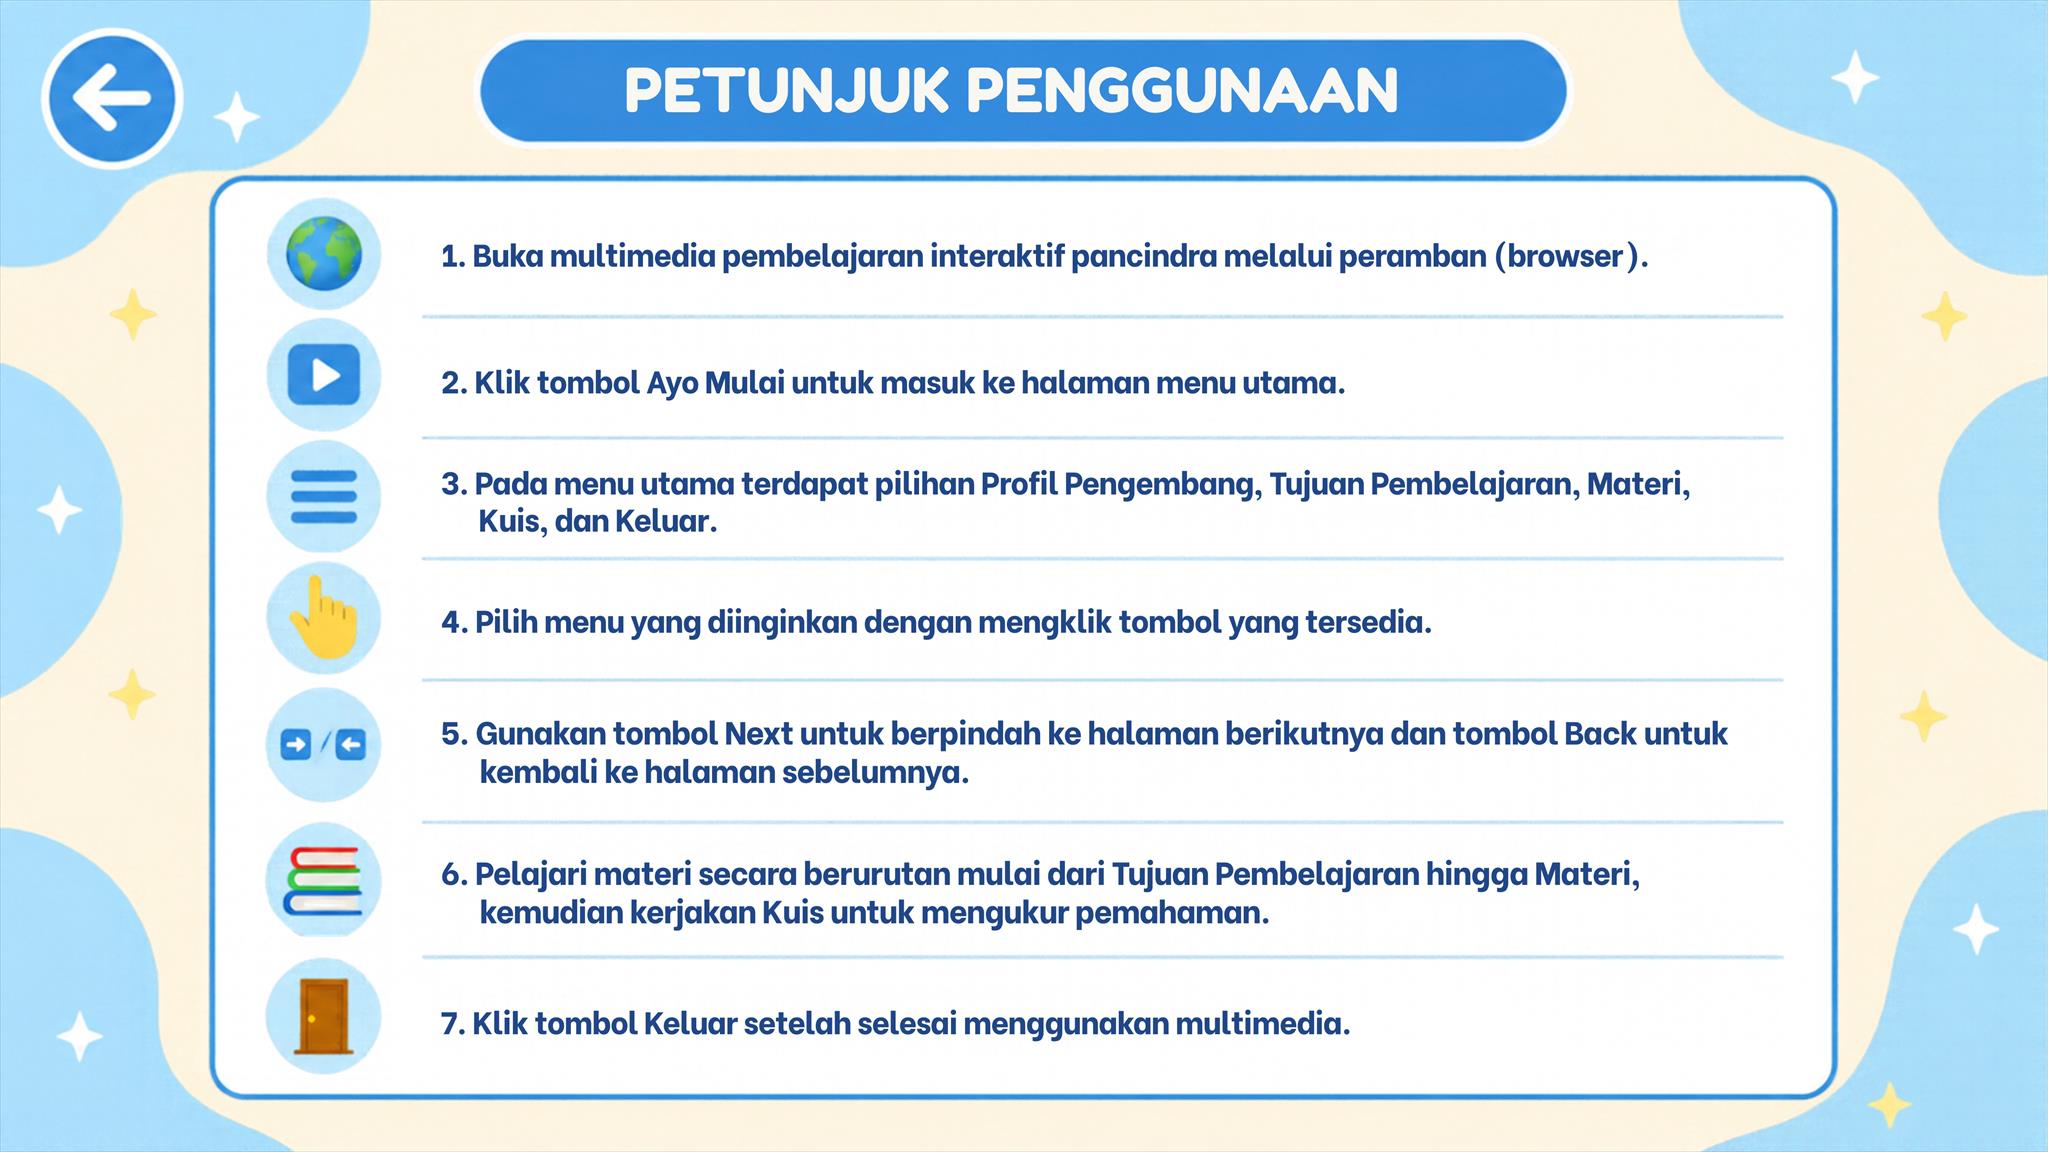 PETUNJUK PENGGUNAAN
1. Buka multimedia pembelajaran interaktif pancindra melalui peramban (browser).
2. Klik tombol Ayo Mulai untuk masuk ke halaman menu utama.
3. Pada menu utama terdapat pilihan Profil Pengembang, Tujuan Pembelajaran, Materi,
Kuis, dan Keluar.
4. Pilih menu yang diinginkan dengan mengklik tombol yang tersedia.
5. Gunakan tombol Next untuk berpindah ke halaman berikutnya dan tombol Back untuk
kembali ke halaman sebelumnya.
6. Pelajari materi secara berurutan mulai dari Tujuan Pembelajaran hingga Materi,
kemudian kerjakan Kuis untuk mengukur pemahaman.
7. Klik tombol Keluar setelah selesai menggunakan multimedia.